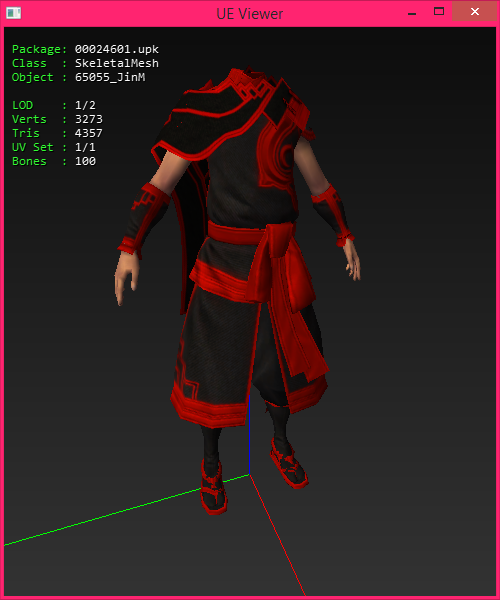 UE Viewer
Package: 00024601.upk
Class  : SkeletalMesh
Object : 65055_JinM
LOD    : 1/2
Verts  : 3273
Tris   : 4357
UV Set : 1/1
Bones  : 100